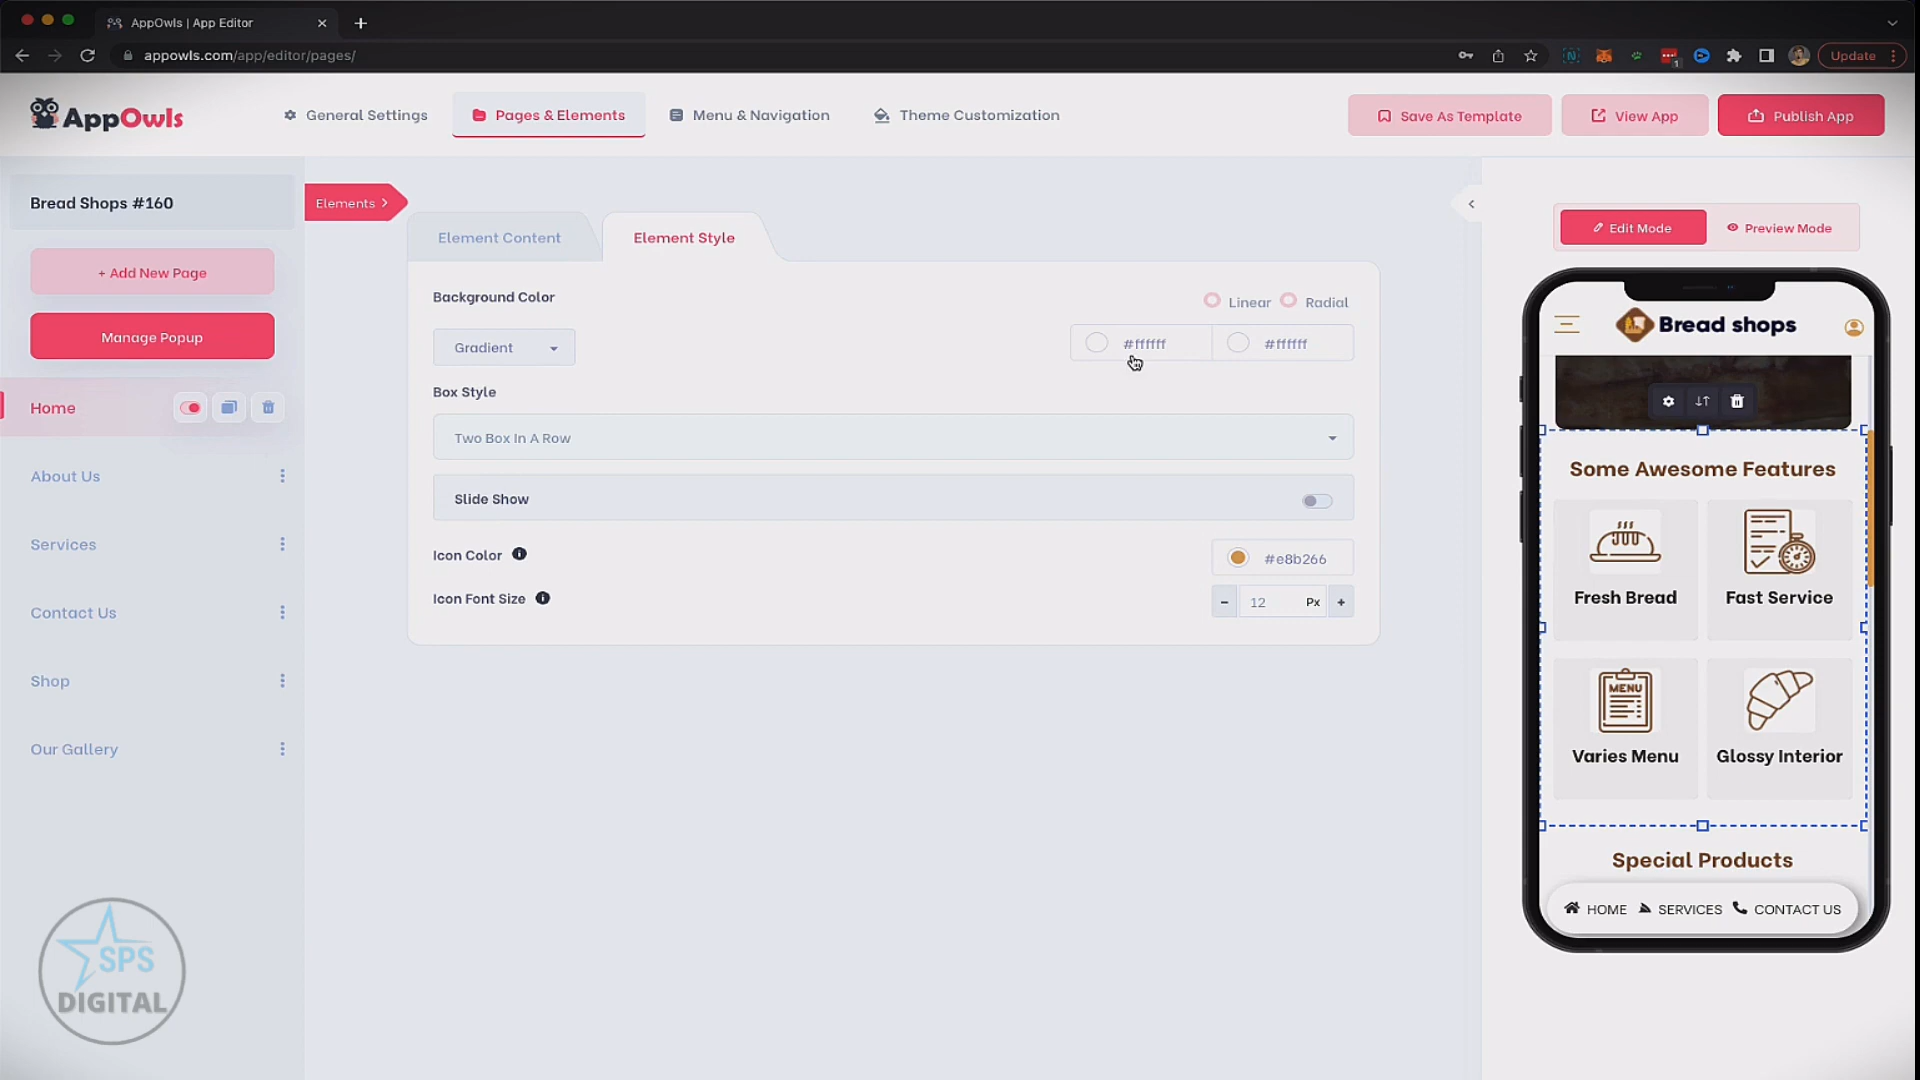 AppOwls | App Editor
appowls.com/app/editor/pages/
1
Update
AppOwls
General Settings
Pages & Elements
Menu & Navigation
Theme Customization
Save As Template
View App
Publish App
Bread Shops #160
+ Add New Page
Manage Popup
Home
About Us
Services
Contact Us
Shop
Our Gallery
SPS
DIGITAL
Elements
Element Content
Element Style
Background Color
Linear
Radial
Gradient
#ffffff
#ffffff
Box Style
Two Box In A Row
Slide Show
Icon Color
#e8b266
Icon Font Size
- 12 Px +
Edit Mode
Preview Mode
Bread shops
Some Awesome Features
Fresh Bread
Fast Service
MENU
Varies Menu
Glossy Interior
Special Products
HOME
SERVICES
CONTACT US